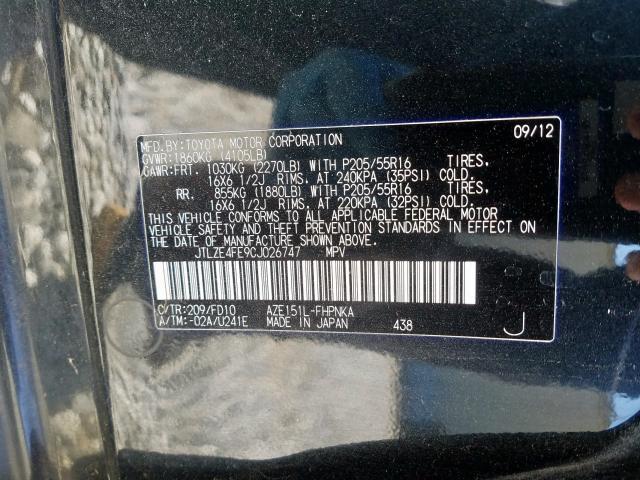 MFD.BY:TOYOTA MOTOR CORPORATION 09/12
GVWR:1860KG (4105LB)
GAWR:FRT. 1030KG (2270LB) WITH P205/55R16 TIRES,
16X6 1/2J RIMS, AT 240KPA (35PSI) COLD.
RR. 855KG (1880LB) WITH P205/55R16 TIRES,
16X6 1/2J RIMS, AT 220KPA (32PSI) COLD.
THIS VEHICLE CONFORMS TO ALL APPLICABLE FEDERAL MOTOR
VEHICLE SAFETY AND THEFT PREVENTION STANDARDS IN EFFECT ON
THE DATE OF MANUFACTURE SHOWN ABOVE.
JTLZE4FE9CJ026747 MPV
C/TR:209/FD10 AZE151L-FHPNKA
A/TM:-02A/U241E MADE IN JAPAN 438 J